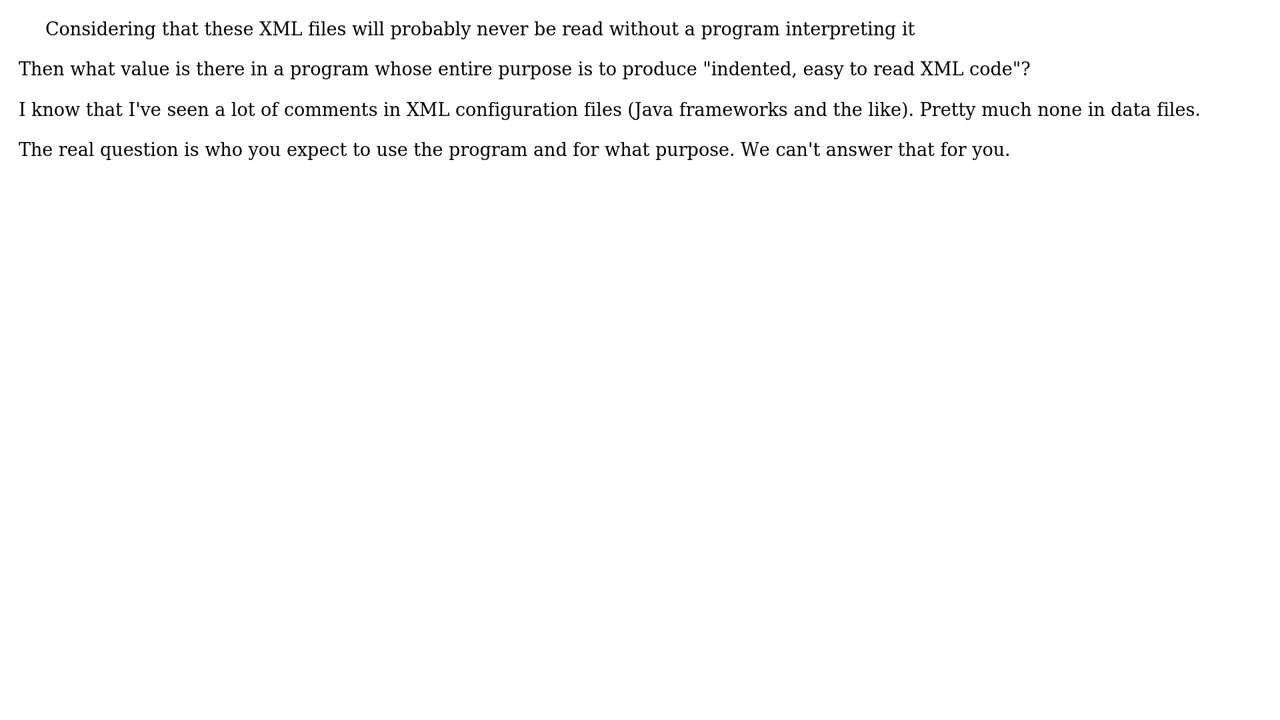 Considering that these XML files will probably never be read without a program interpreting it
Then what value is there in a program whose entire purpose is to produce "indented, easy to read XML code"?
I know that I've seen a lot of comments in XML configuration files (Java frameworks and the like). Pretty much none in data files.
The real question is who you expect to use the program and for what purpose. We can't answer that for you.